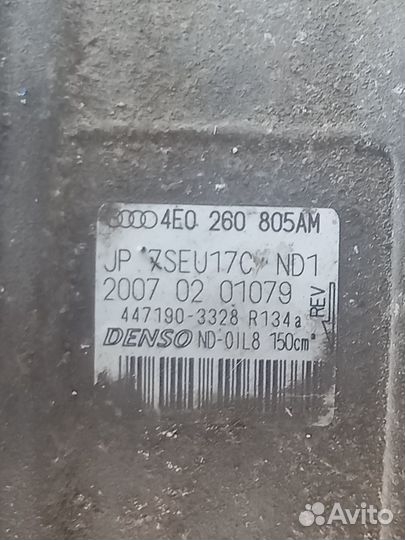 4E0 260 805AM
JP 7SEU17C ND1
2007 02 01079
REV
447190-3328 R134a
DENSO ND-OIL8 150cm³
Avito